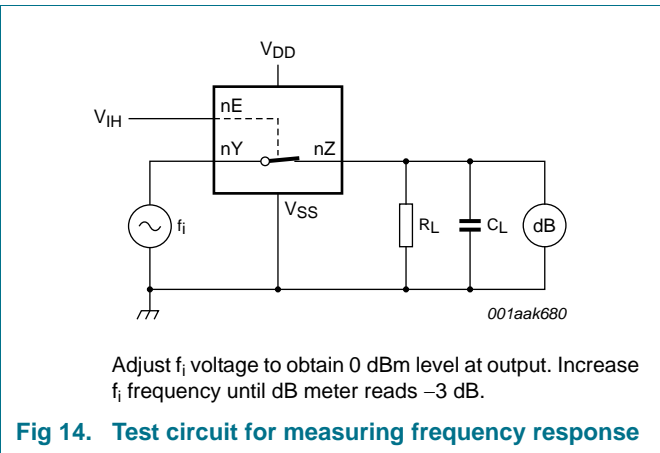 VDD
nE
VIH
nY
nZ
VSS
fi
RL
CL
dB
001aak680
Adjust fi voltage to obtain 0 dBm level at output. Increase
fi frequency until dB meter reads −3 dB.
Fig 14. Test circuit for measuring frequency response